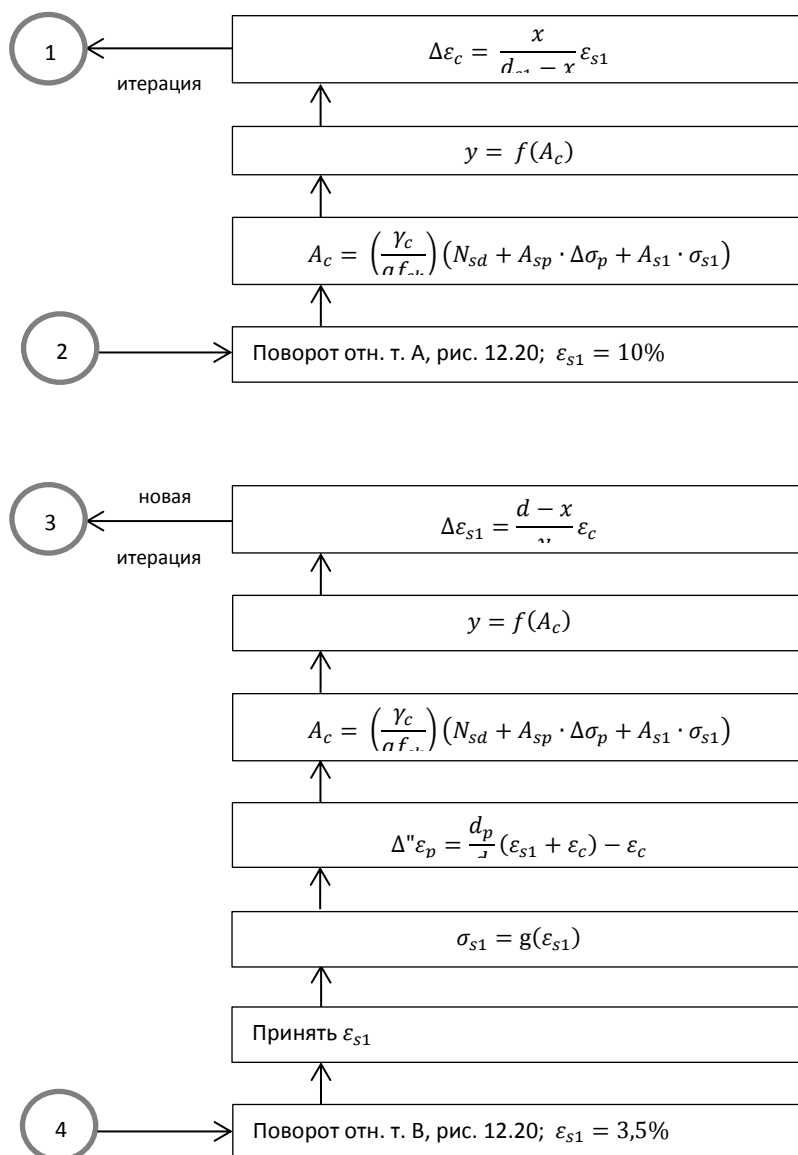 1
Δε_c = x / (d_s1 − x) ε_s1
итерация
y = f(A_c)
A_c = (γ_c / αf_ck) (N_sd + A_sp · Δσ_p + A_s1 · σ_s1)
2
Поворот отн. т. А, рис. 12.20; ε_s1 = 10%
3
новая
Δε_s1 = (d − x) / ε_c
итерация
y = f(A_c)
A_c = (γ_c / αf_ck) (N_sd + A_sp · Δσ_p + A_s1 · σ_s1)
Δ"ε_p = d_p / d (ε_s1 + ε_c) − ε_c
σ_s1 = g(ε_s1)
Принять ε_s1
4
Поворот отн. т. В, рис. 12.20; ε_s1 = 3,5%